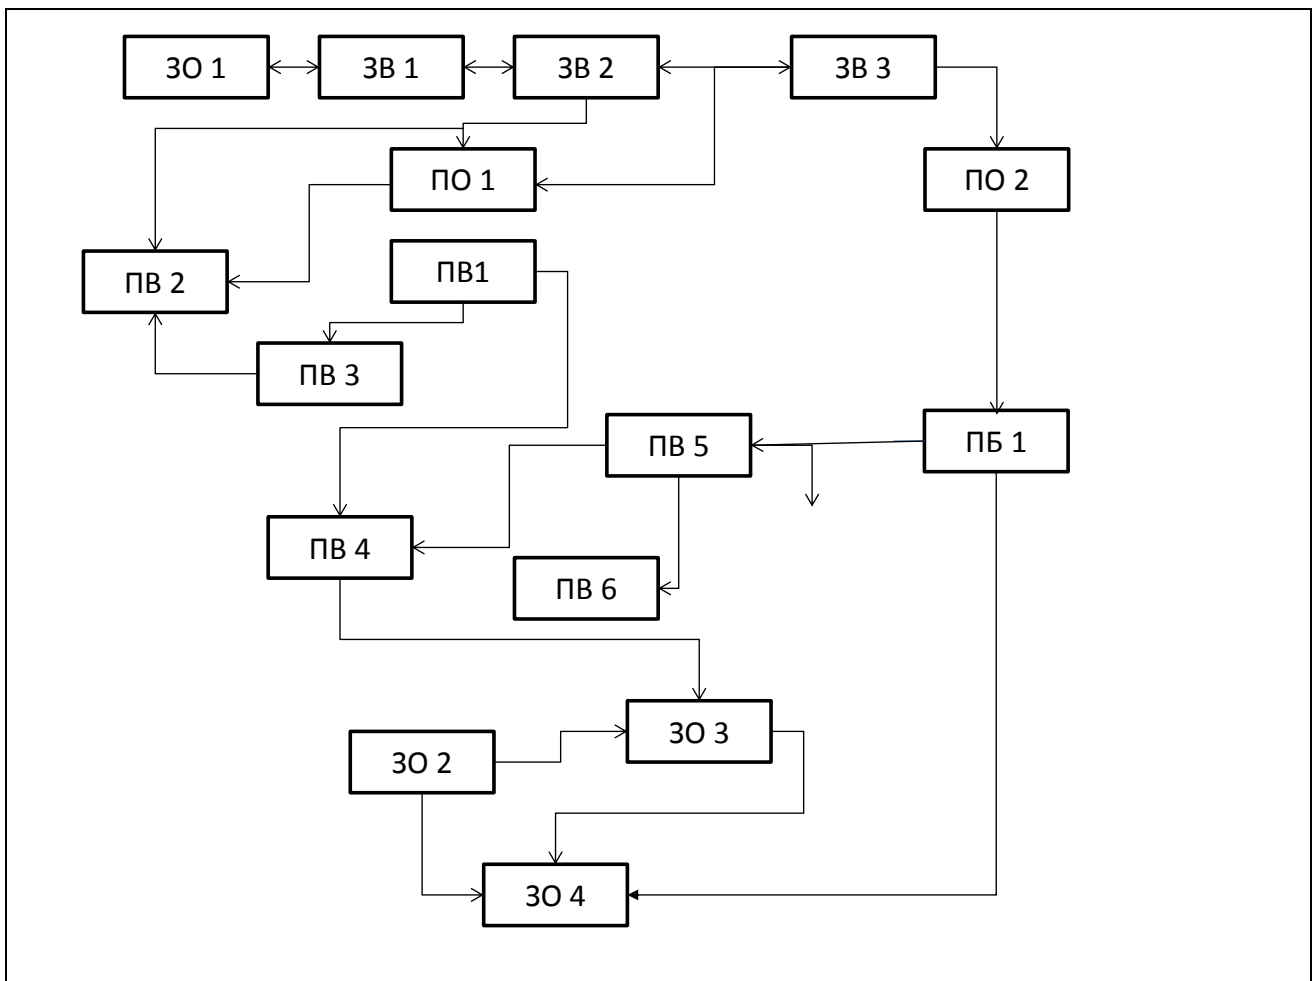 ЗО 1
ЗВ 1
ЗВ 2
ЗВ 3
ПО 1
ПО 2
ПВ 2
ПВ1
ПВ 3
ПВ 5
ПБ 1
ПВ 4
ПВ 6
ЗО 3
ЗО 2
ЗО 4